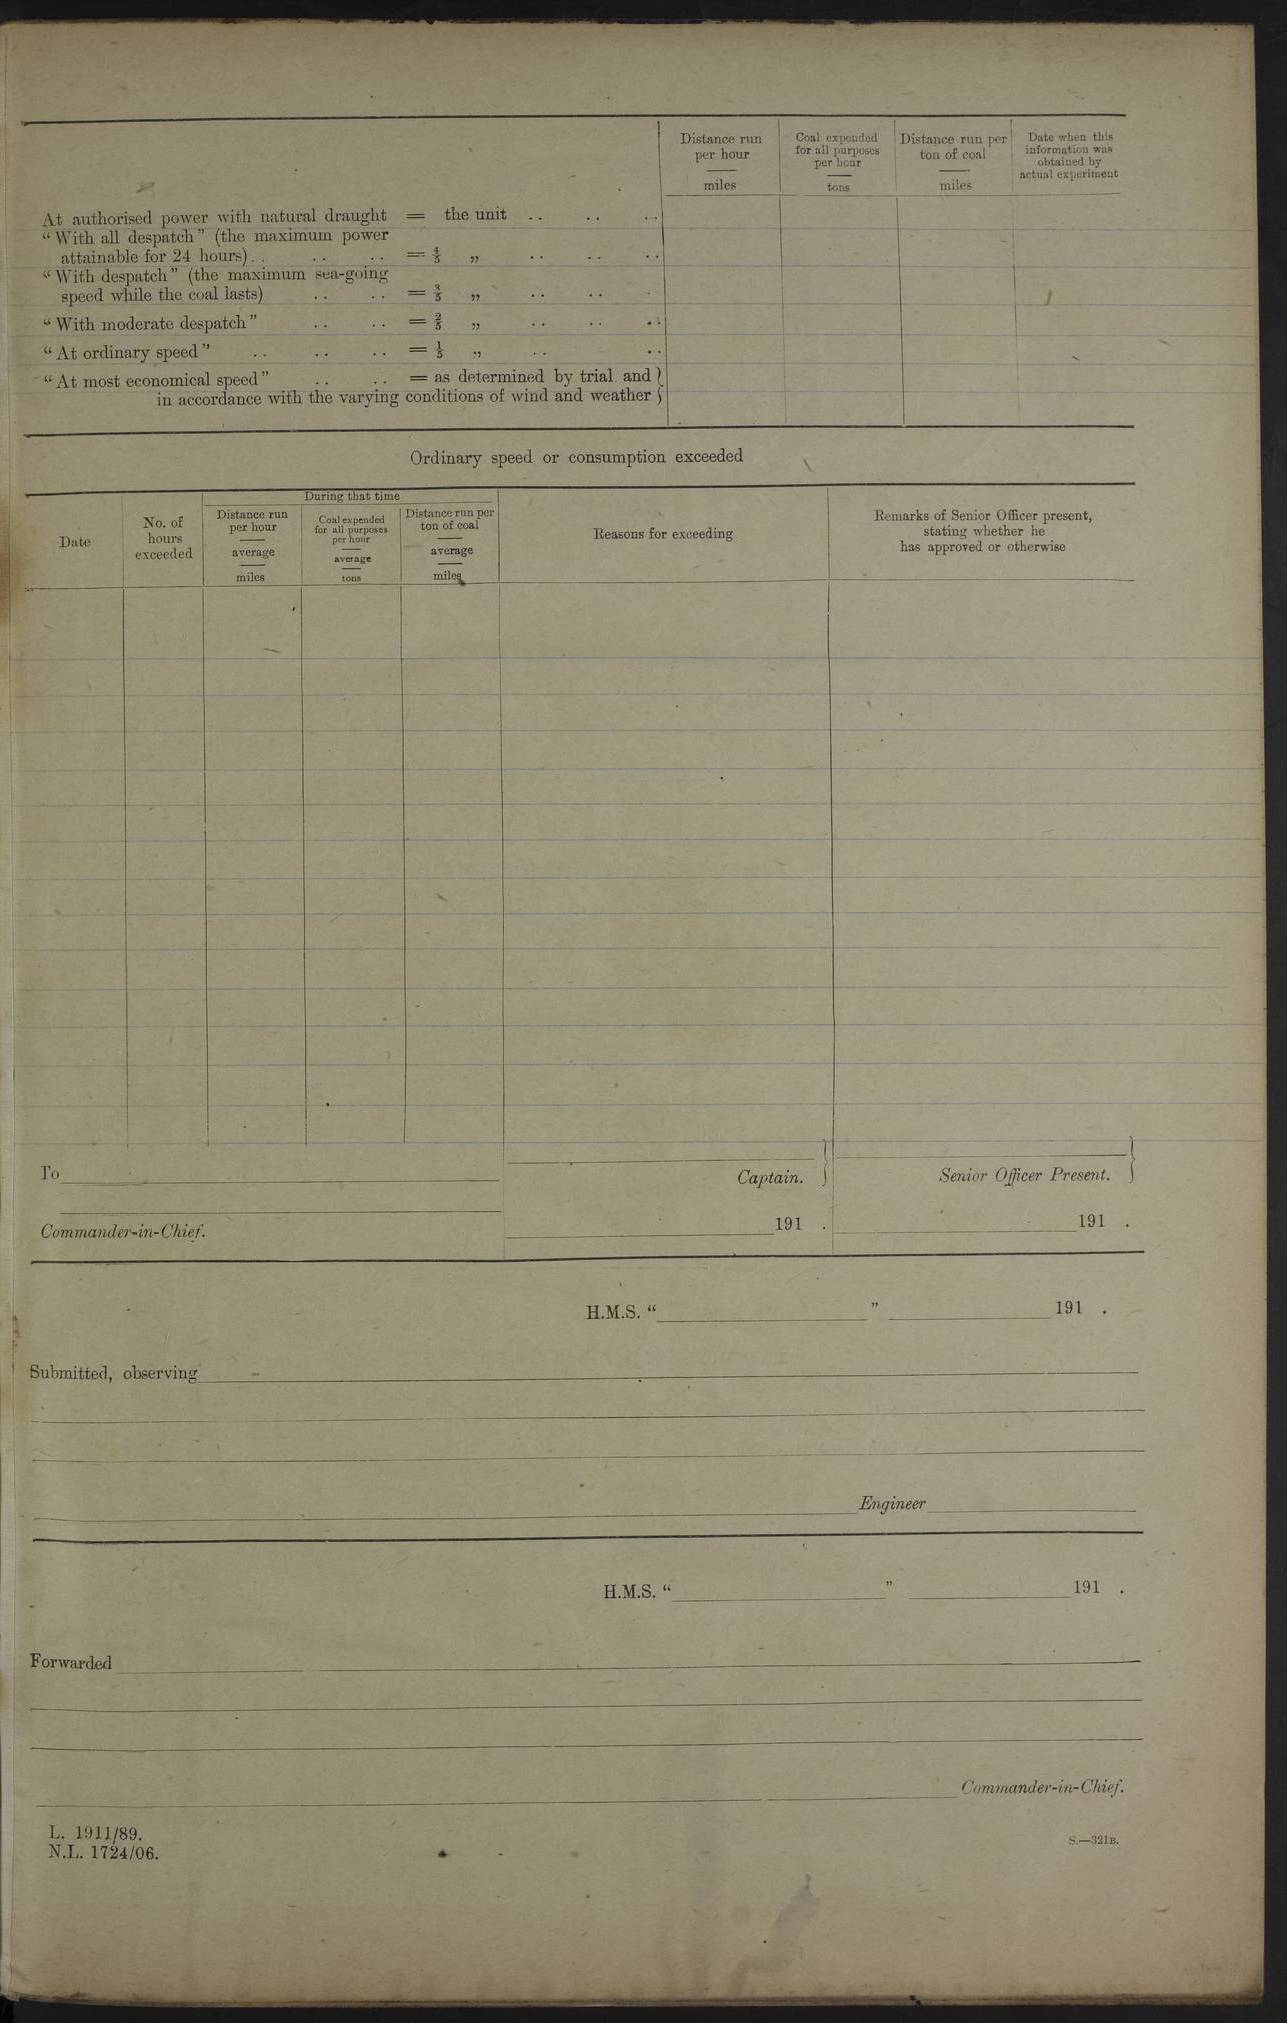 Distance run per hour miles
Coal expended for all purposes per hour tons
Distance run per ton of coal miles
Date when this information was obtained by actual experiment
At authorised power with natural draught = the unit .. .. ..
“With all despatch” (the maximum power
attainable for 24 hours) .. .. .. = 4/5 „ .. .. ..
“With despatch” (the maximum sea-going
speed while the coal lasts) .. .. = 3/5 „ .. .. .
“With moderate despatch” .. .. = 2/5 „ .. .. ..
“At ordinary speed” .. .. .. = 1/5 „ .. ..
“At most economical speed” .. .. = as determined by trial and }
in accordance with the varying conditions of wind and weather }
Ordinary speed or consumption exceeded
Date
No. of hours exceeded
During that time
Distance run per hour average miles
Coal expended for all purposes per hour average tons
Distance run per ton of coal average miles
Reasons for exceeding
Remarks of Senior Officer present,
stating whether he
has approved or otherwise
To
Captain. }
Senior Officer Present. }
Commander-in-Chief.
191 .
191 .
H.M.S. “ ” 191 .
Submitted, observing
Engineer
H.M.S. “ ” 191 .
Forwarded
Commander-in-Chief.
L. 1911/89.
N.L. 1724/06.
S.—321B.